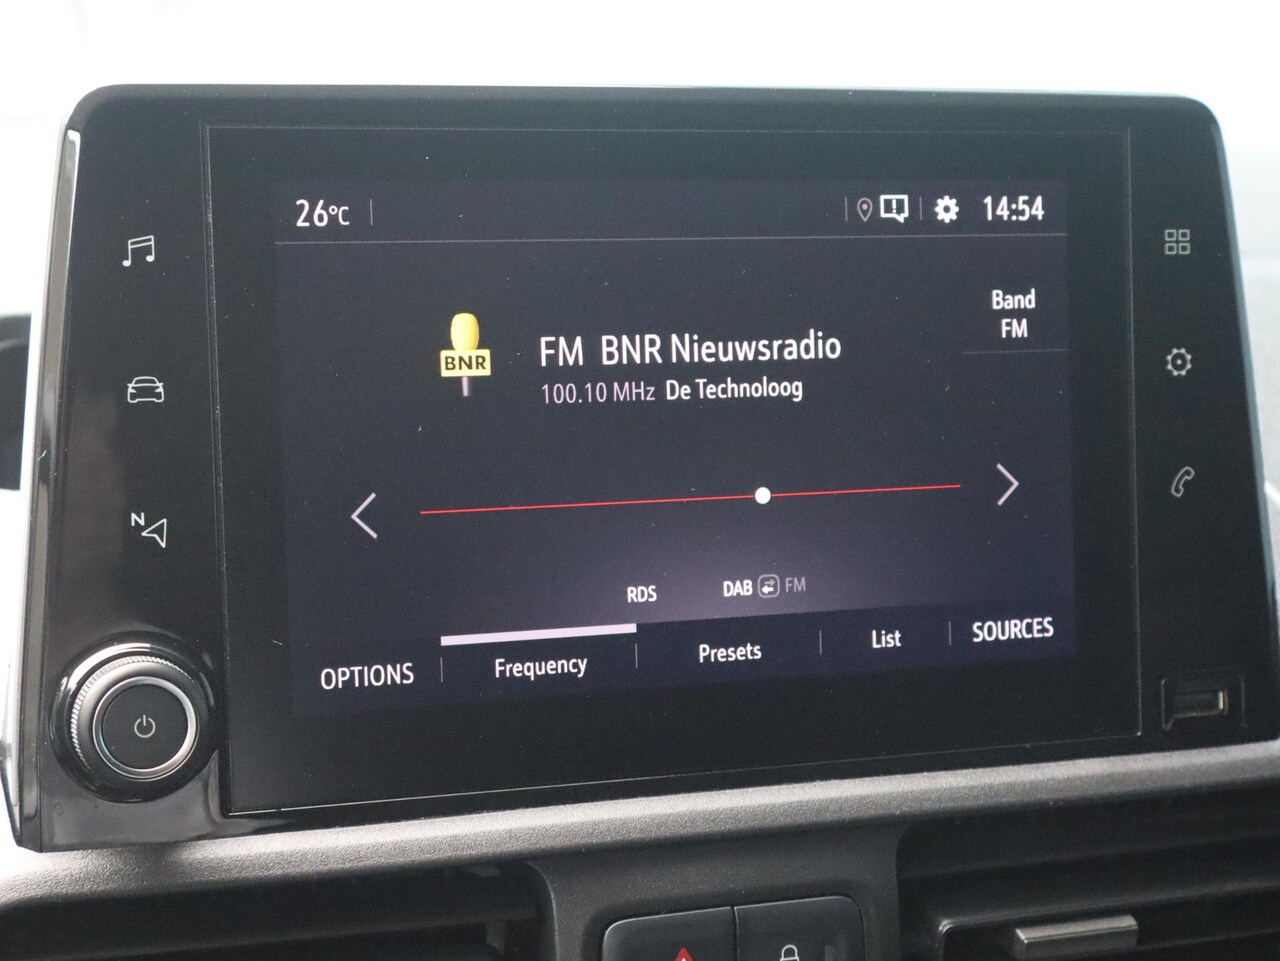 26°C
14:54
Band
FM
BNR
FM BNR Nieuwsradio
100.10 MHz De Technoloog
N
RDS
DAB FM
OPTIONS
Frequency
Presets
List
SOURCES